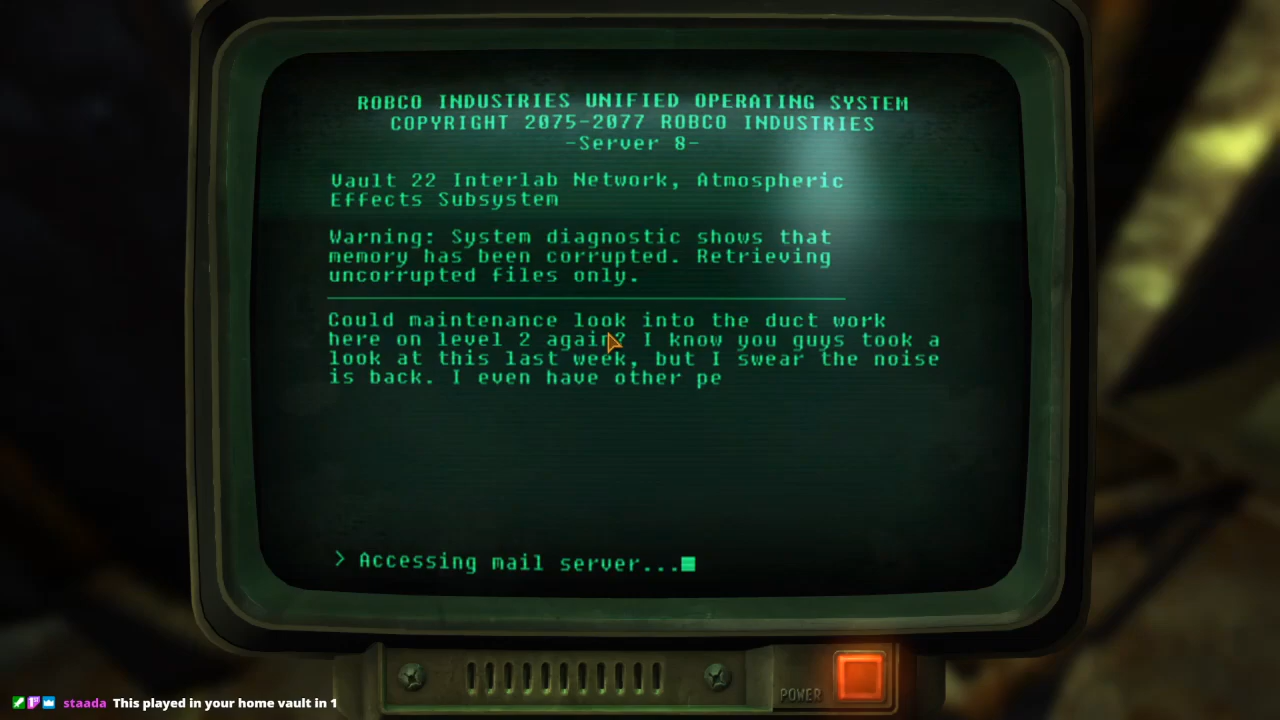 ROBCO INDUSTRIES UNIFIED OPERATING SYSTEM
COPYRIGHT 2075-2077 ROBCO INDUSTRIES
-Server 8-
Vault 22 Interlab Network, Atmospheric
Effects Subsystem
Warning: System diagnostic shows that
memory has been corrupted. Retrieving
uncorrupted files only.
Could maintenance look into the duct work
here on level 2 again? I know you guys took a
look at this last week, but I swear the noise
is back. I even have other pe
> Accessing mail server...
POWER
staada This played in your home vault in 1